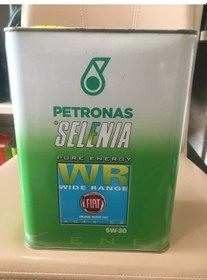 PETRONAS
SELENIA
PURE ENERGY
WR
WIDE RANGE
FIAT
5W-30